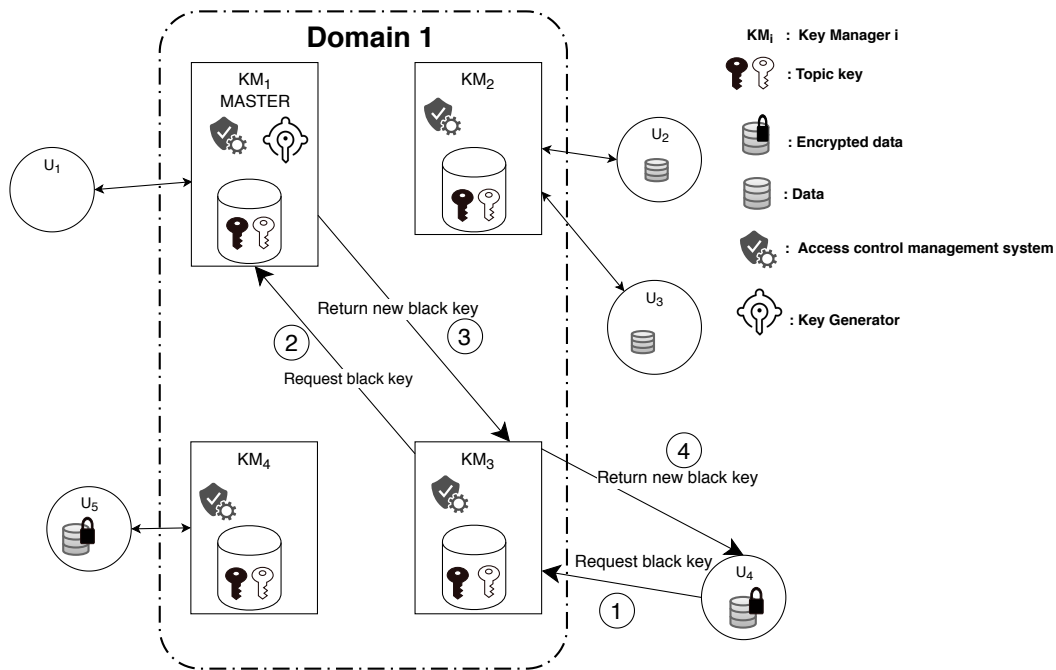 Domain 1
KM1
MASTER
KM2
U1
U2
U3
Return new black key
2
3
Request black key
KM4
KM3
U5
4
Return new black key
Request black key
U4
1
KMi : Key Manager i
: Topic key
: Encrypted data
: Data
: Access control management system
: Key Generator